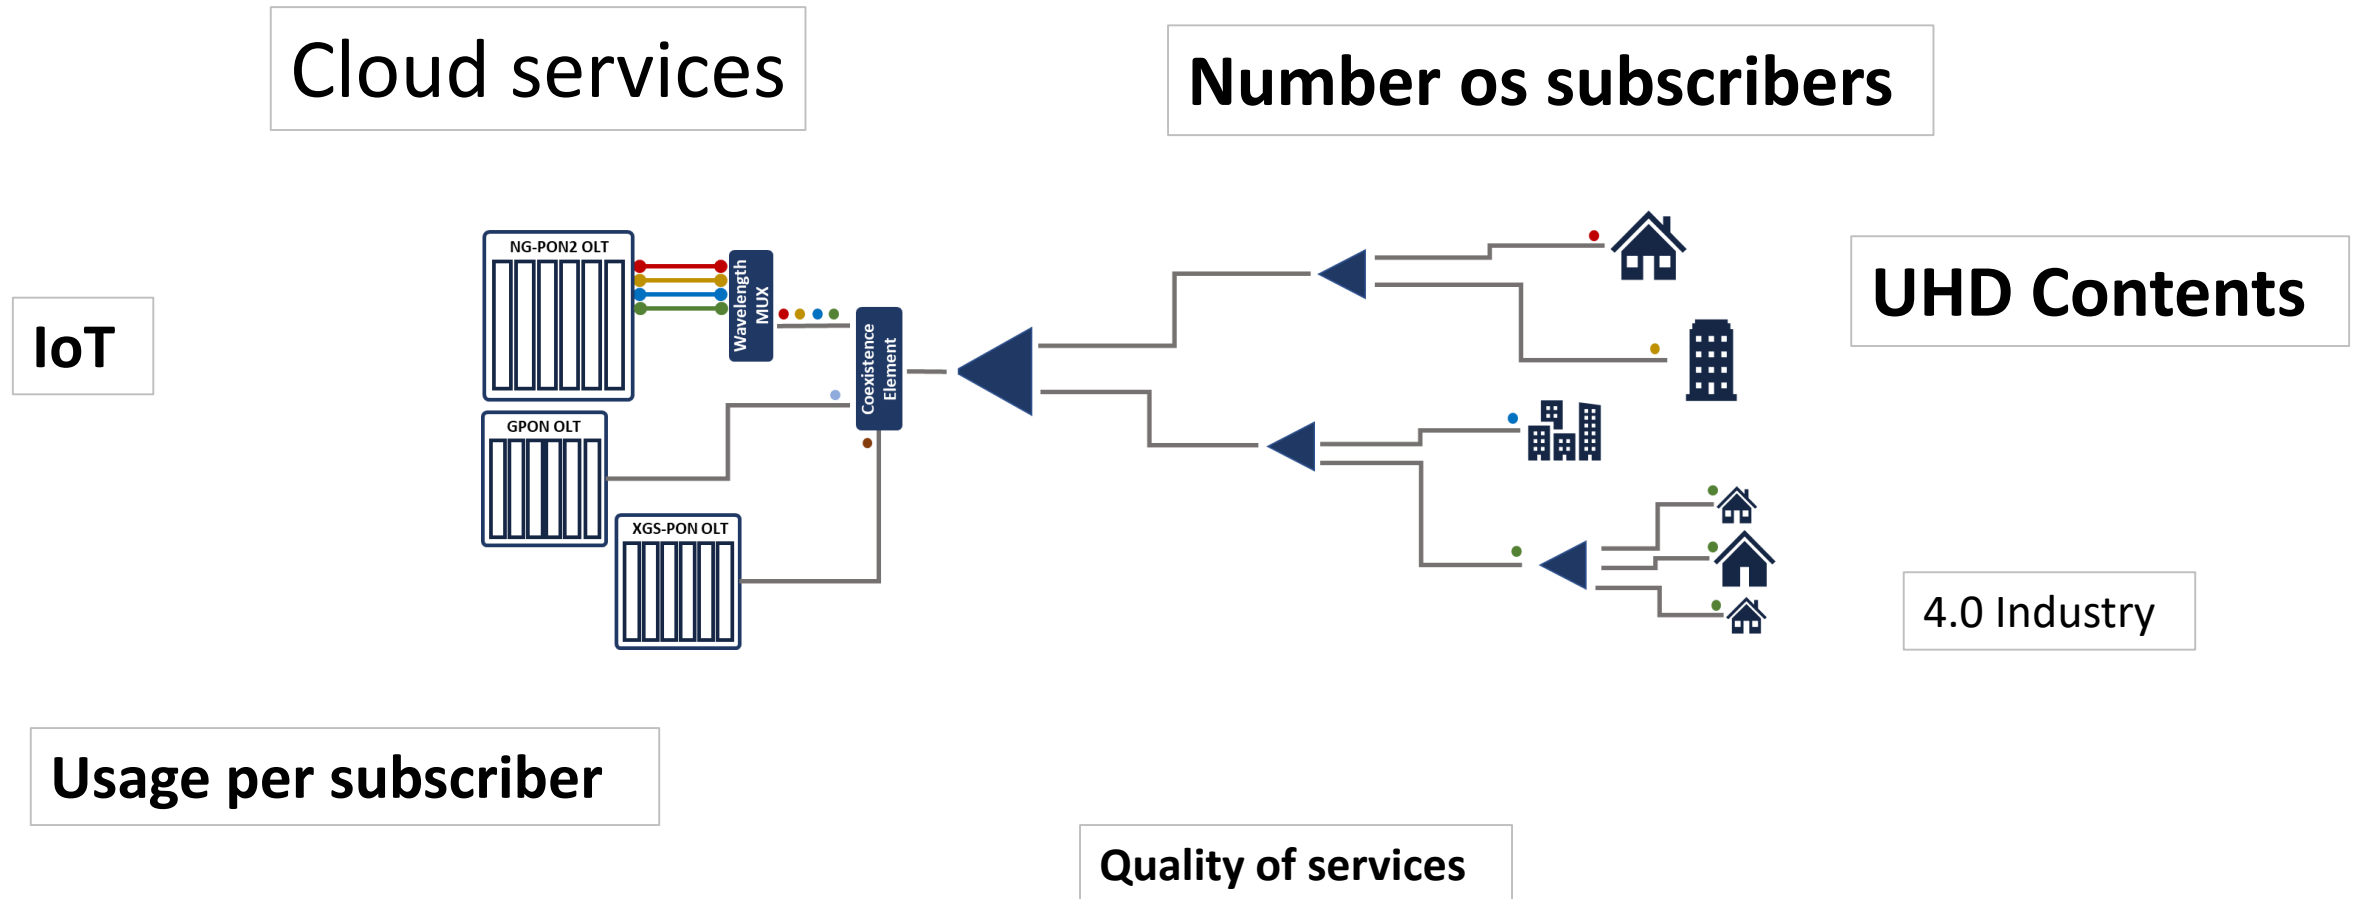 Cloud services
Number os subscribers
NG-PON2 OLT
Wavelength
MUX
UHD Contents
IoT
Coexistence
Element
GPON OLT
XGS-PON OLT
4.0 Industry
Usage per subscriber
Quality of services